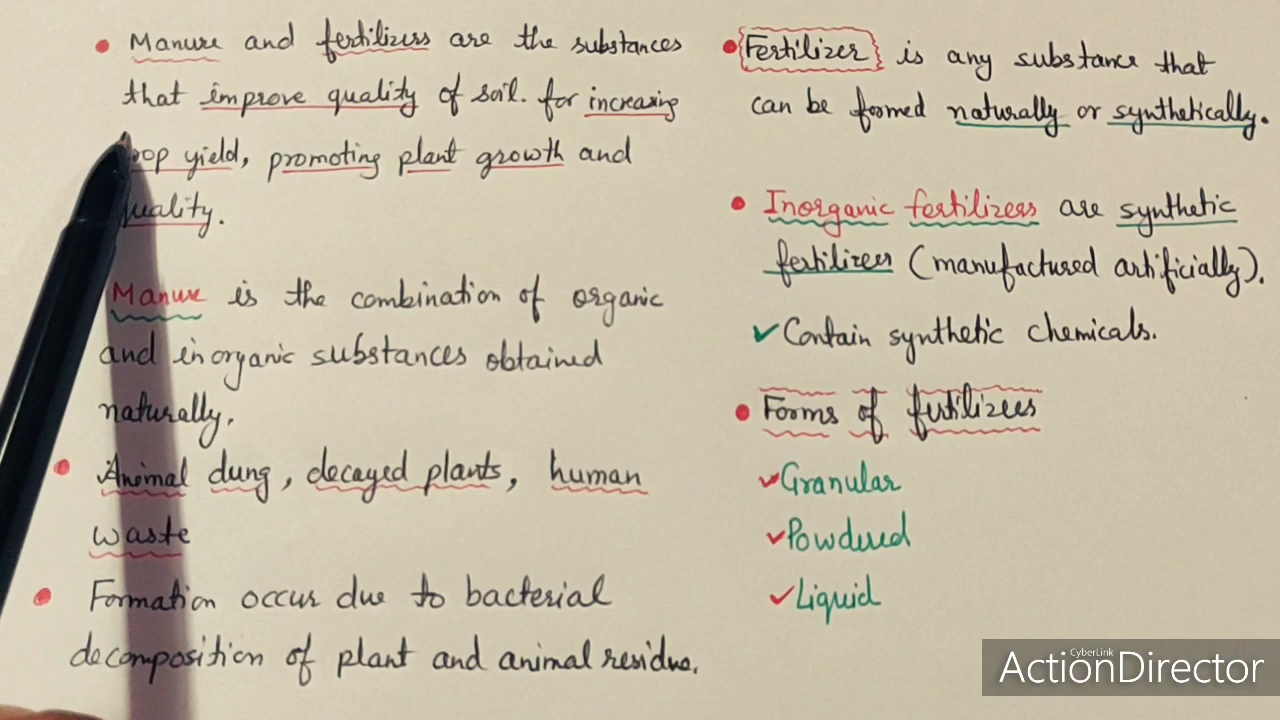 Manure and fertilizers are the substances
that improve quality of soil. for increasing
yield, promoting plant growth and
Manure is the combination of organic
and inorganic substances obtained
naturally.
Animal dung, decayed plants, human
waste
Formation occur due to bacterial
decomposition of plant and animal residue.
Fertilizer is any substance that
can be formed naturally or synthetically.
Inorganic fertilizers are synthetic
fertilizers (manufactured artificially).
Contain synthetic chemicals.
Forms of fertilizers
Granular
Powdered
Liquid
CyberLink
ActionDirector